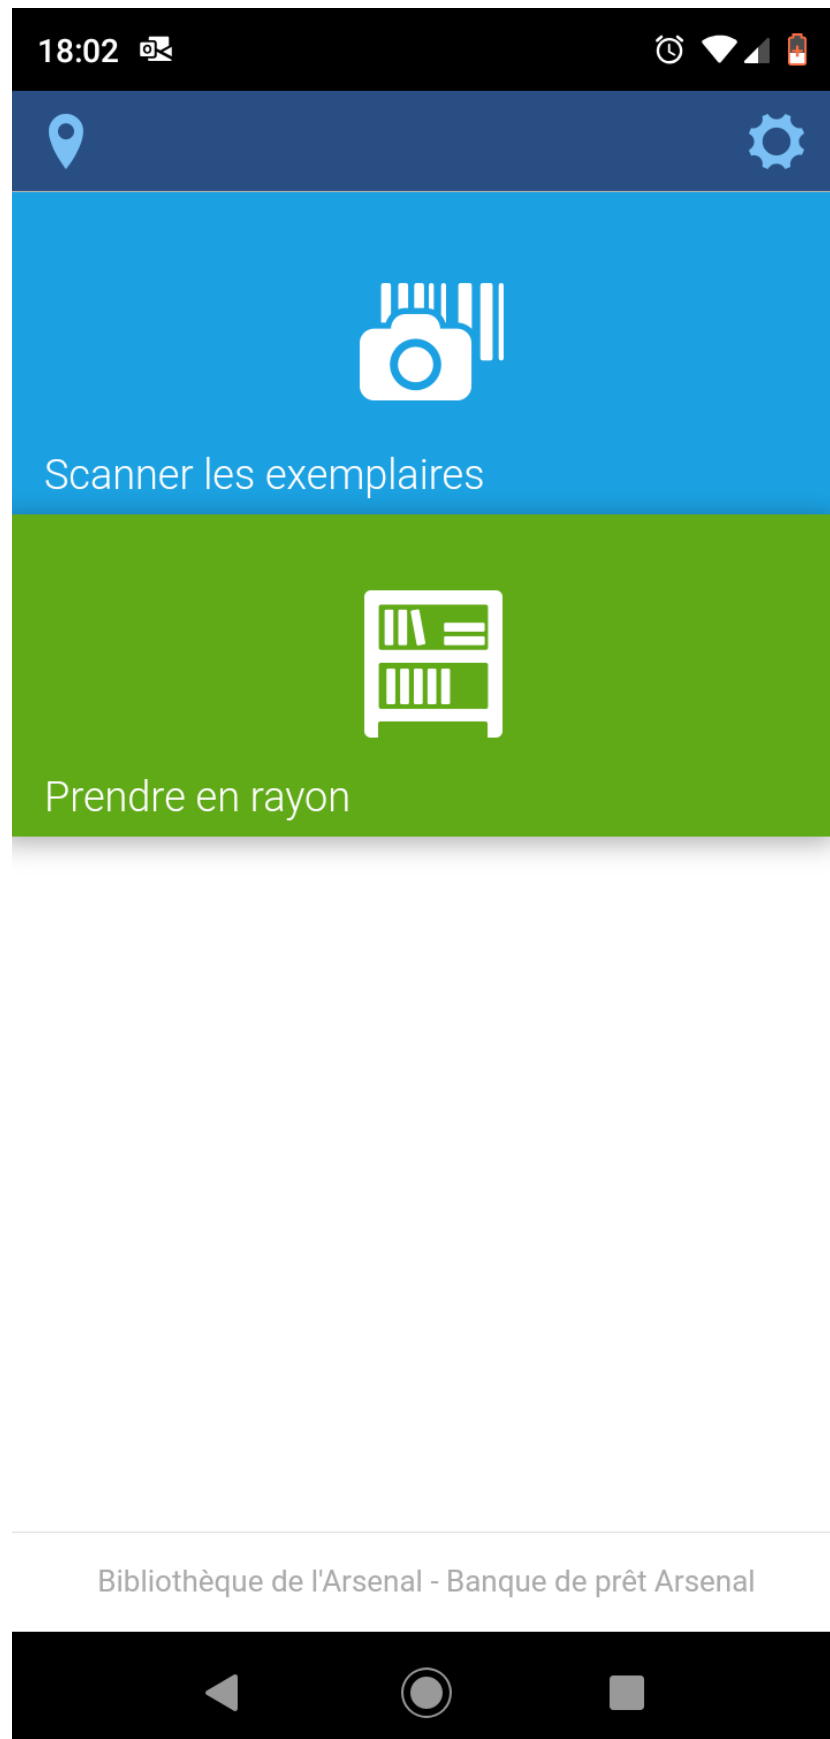 18:02
Scanner les exemplaires
Prendre en rayon
Bibliothèque de l'Arsenal - Banque de prêt Arsenal